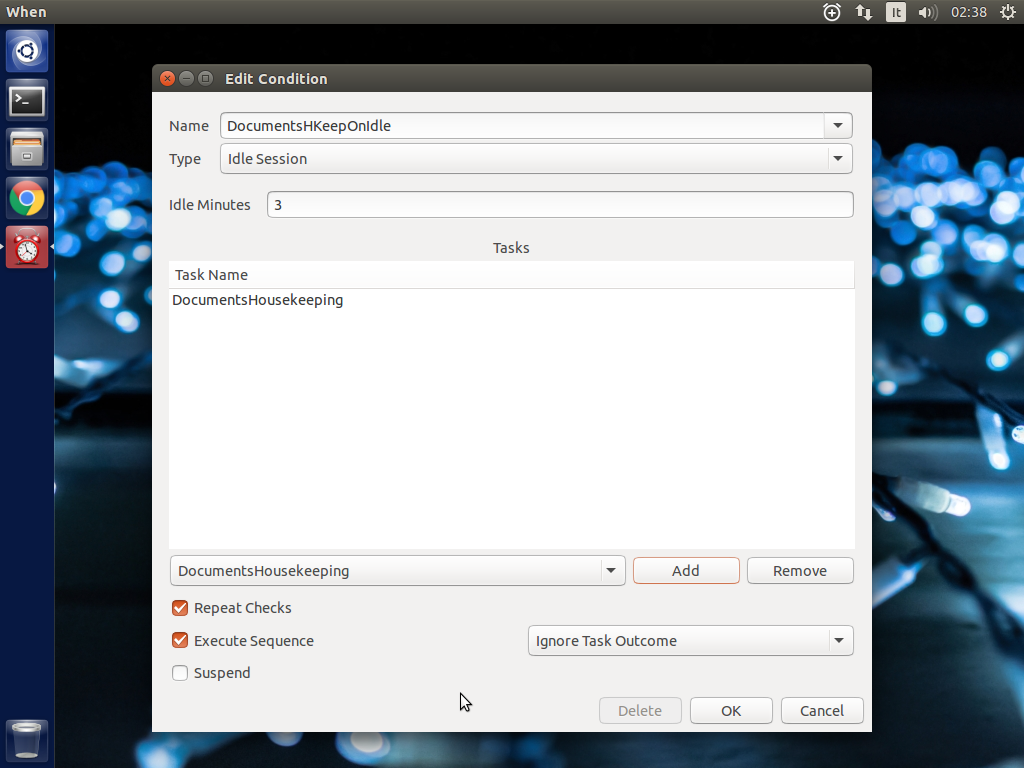 When
It
02:38
Edit Condition
Name DocumentsHKeepOnIdle
Type Idle Session
Idle Minutes 3
Tasks
Task Name
DocumentsHousekeeping
DocumentsHousekeeping Add Remove
Repeat Checks
Execute Sequence Ignore Task Outcome
Suspend
Delete OK Cancel